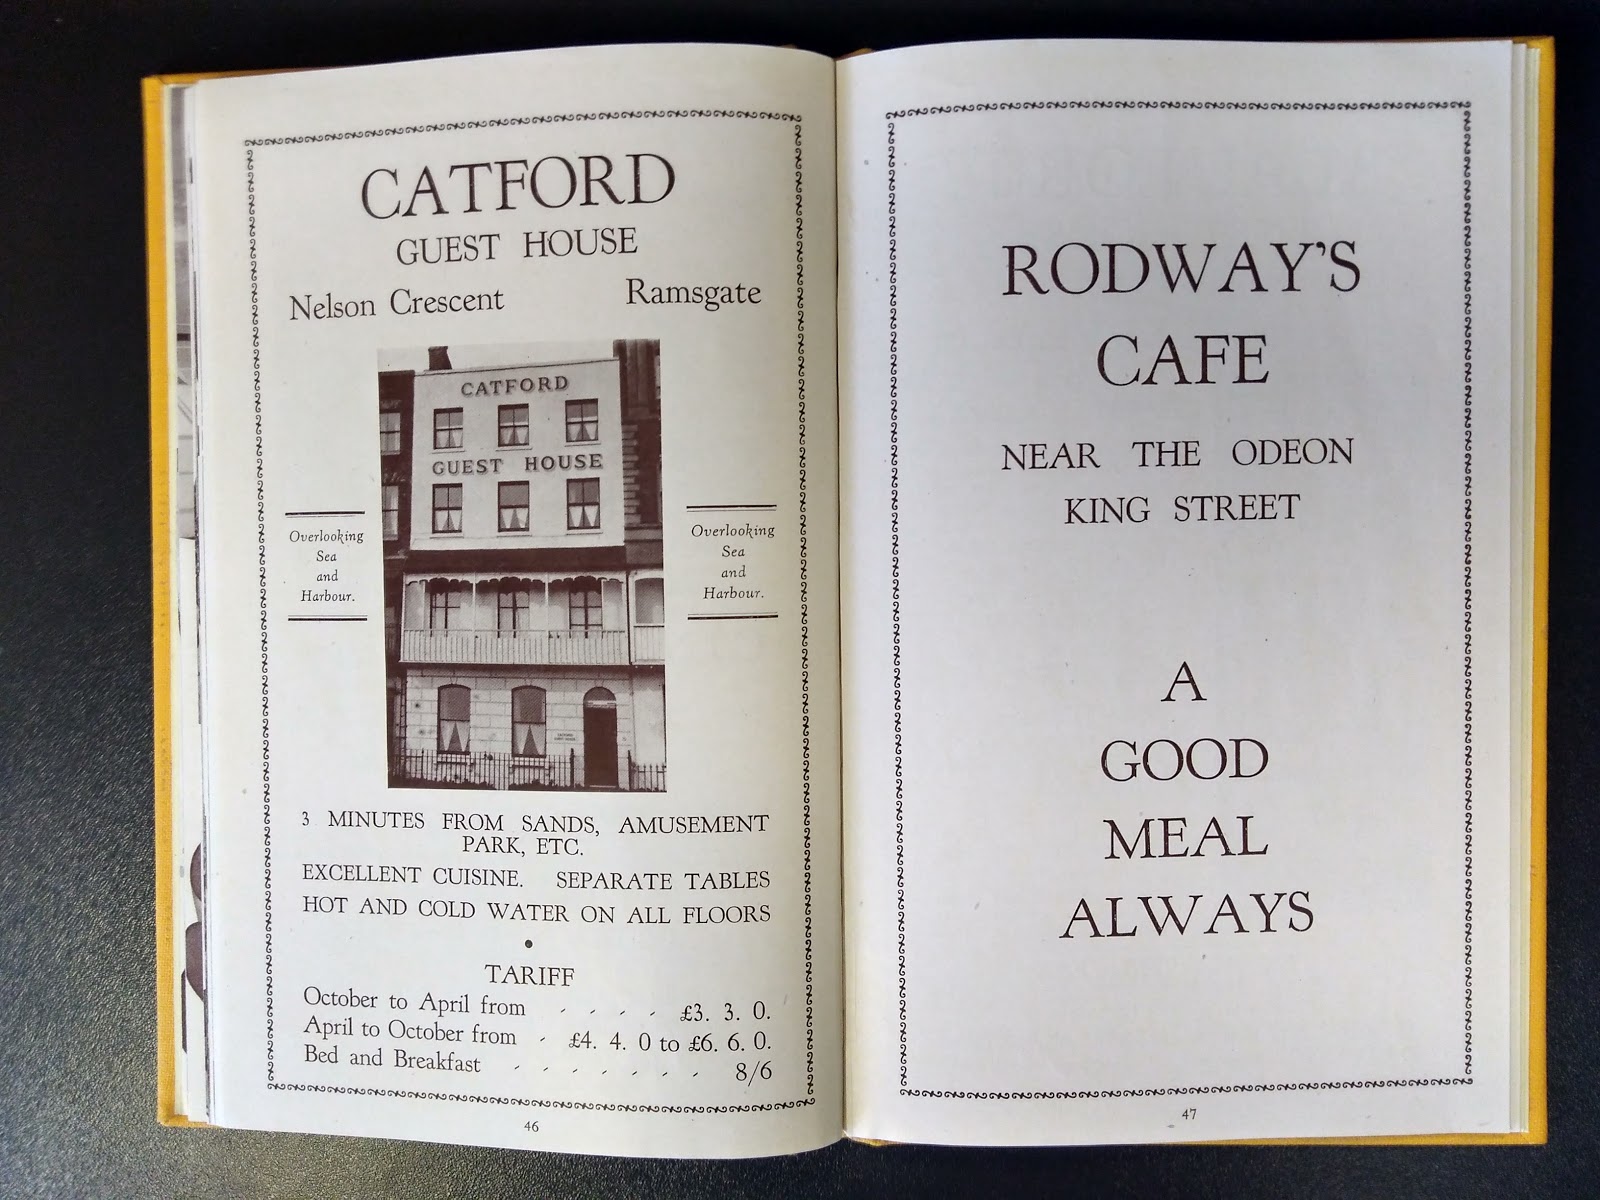 CATFORD
GUEST HOUSE
Nelson Crescent Ramsgate
CATFORD
GUEST HOUSE
Overlooking
Sea
and
Harbour.
Overlooking
Sea
and
Harbour.
3 MINUTES FROM SANDS, AMUSEMENT
PARK, ETC.
EXCELLENT CUISINE. SEPARATE TABLES
HOT AND COLD WATER ON ALL FLOORS
TARIFF
October to April from - - - - £3. 3. 0.
April to October from - £4. 4. 0 to £6. 6. 0.
Bed and Breakfast - - - - - - - 8/6
46
RODWAY'S
CAFE
NEAR THE ODEON
KING STREET
A
GOOD
MEAL
ALWAYS
47